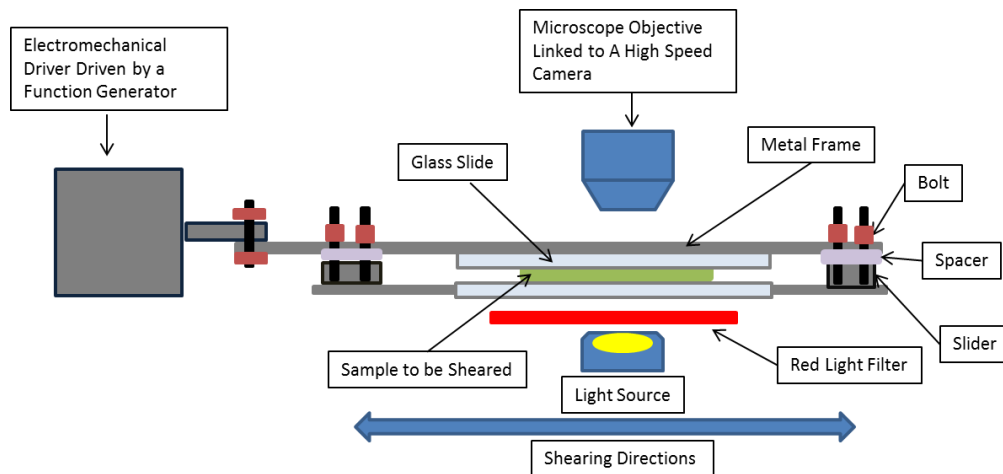 Electromechanical
Driver Driven by a
Function Generator
Microscope Objective
Linked to A High Speed
Camera
Glass Slide
Metal Frame
Bolt
Spacer
Slider
Sample to be Sheared
Red Light Filter
Light Source
Shearing Directions